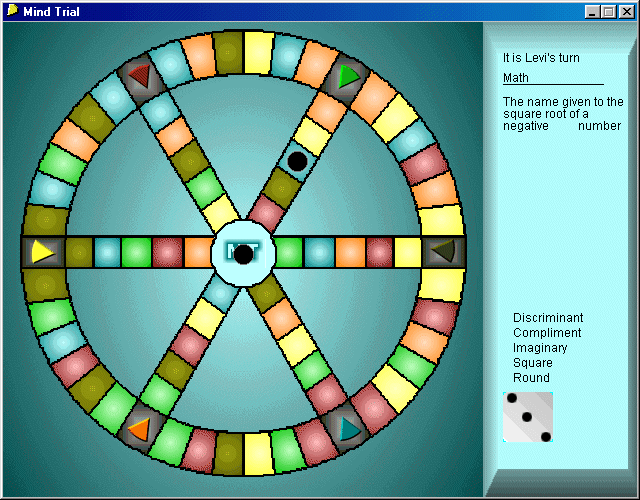 Mind Trial
It is Levi's turn
Math
The name given to the
square root of a
negative number
MT
Discriminant
Compliment
Imaginary
Square
Round